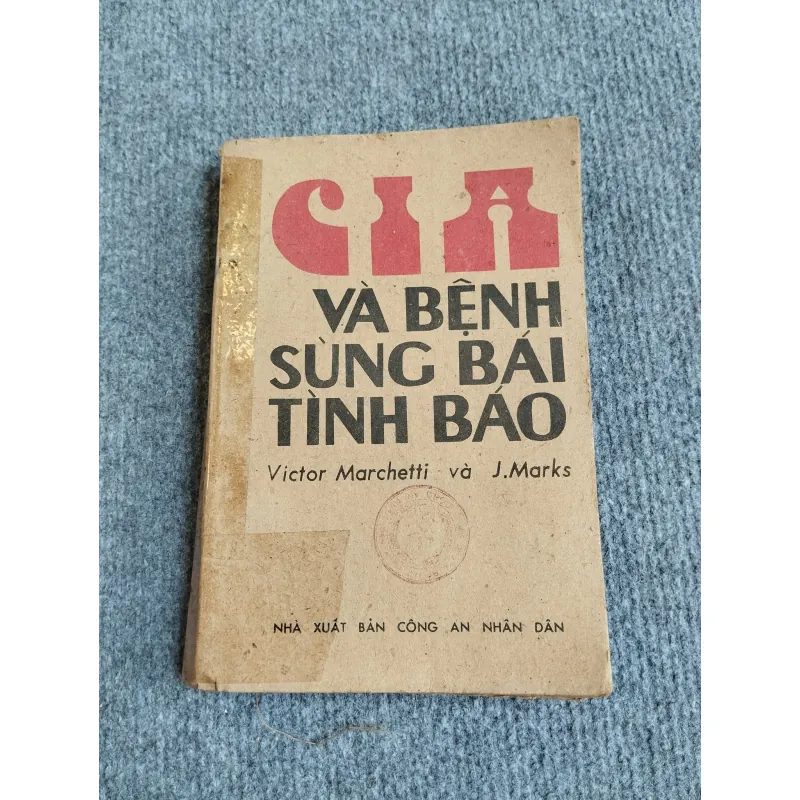 CIA
VÀ BỆNH
SÙNG BÁI
TÌNH BÁO
Victor Marchetti và J.Marks
NHÀ XUẤT BẢN CÔNG AN NHÂN DÂN